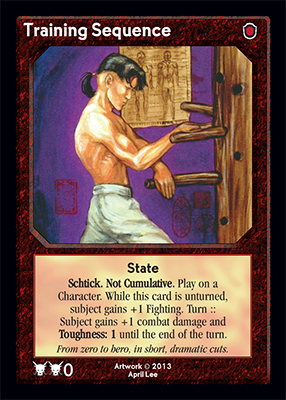 Training Sequence
State
Schtick. Not Cumulative. Play on a
Character. While this card is unturned,
subject gains +1 Fighting. Turn ::
Subject gains +1 combat damage and
Toughness: 1 until the end of the turn.
From zero to hero, in short, dramatic cuts.
0
Artwork © 2013
April Lee